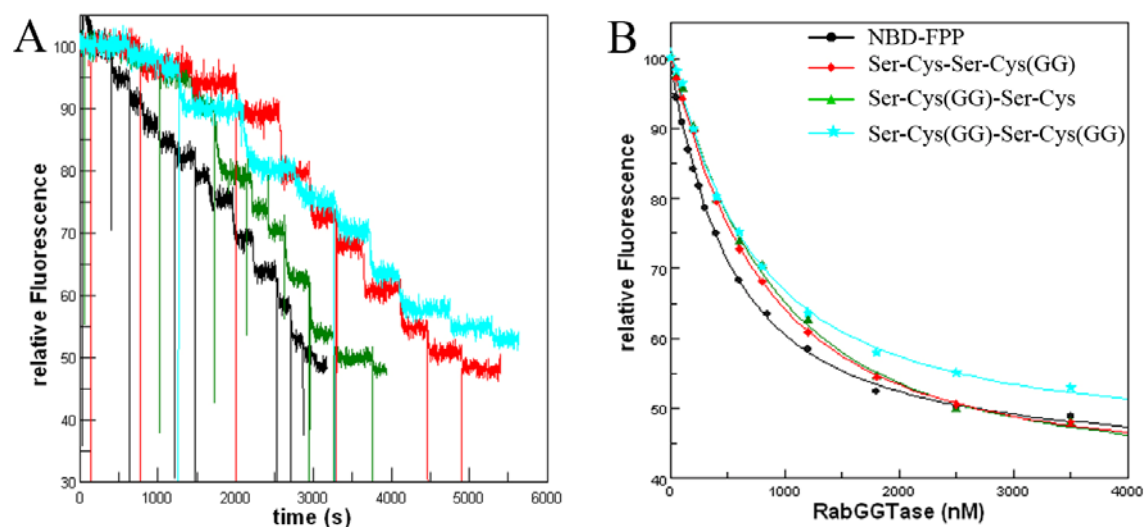 A
relative Fluorescence
100
90
80
70
60
50
40
30
0
1000
2000
3000
4000
5000
6000
time (s)
B
NBD-FPP
Ser-Cys-Ser-Cys(GG)
Ser-Cys(GG)-Ser-Cys
Ser-Cys(GG)-Ser-Cys(GG)
relative Fluorescence
100
90
80
70
60
50
40
0
1000
2000
3000
4000
RabGGTase (nM)